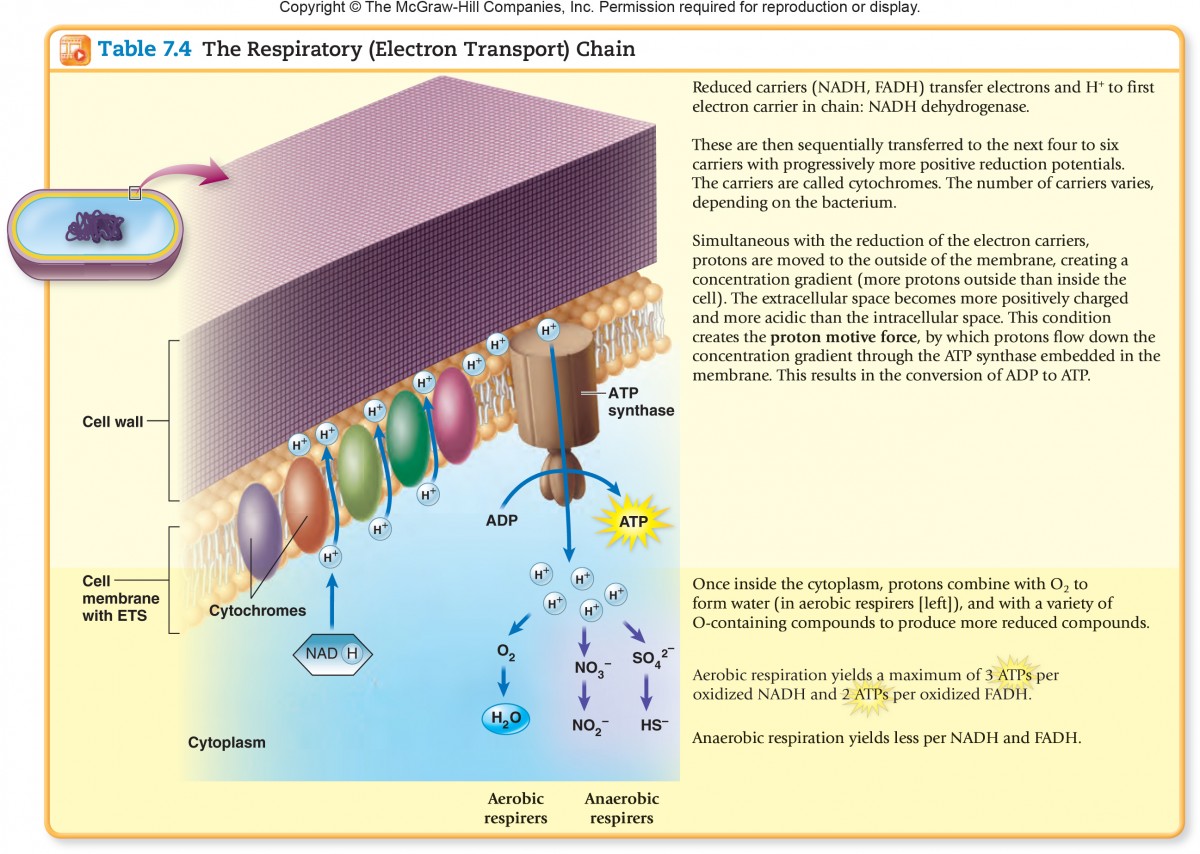 Copyright © The McGraw-Hill Companies, Inc. Permission required for reproduction or display.
Table 7.4 The Respiratory (Electron Transport) Chain
Reduced carriers (NADH, FADH) transfer electrons and H⁺ to first
electron carrier in chain: NADH dehydrogenase.
These are then sequentially transferred to the next four to six
carriers with progressively more positive reduction potentials.
The carriers are called cytochromes. The number of carriers varies,
depending on the bacterium.
Simultaneous with the reduction of the electron carriers,
protons are moved to the outside of the membrane, creating a
concentration gradient (more protons outside than inside the
cell). The extracellular space becomes more positively charged
and more acidic than the intracellular space. This condition
creates the proton motive force, by which protons flow down the
concentration gradient through the ATP synthase embedded in the
membrane. This results in the conversion of ADP to ATP.
H⁺
H⁺
H⁺
H⁺
H⁺
H⁺
H⁺
H⁺
H⁺
H⁺
ATP
synthase
Cell wall
ADP
ATP
Cell
membrane
with ETS
Cytochromes
NAD H
Cytoplasm
H⁺
H⁺
H⁺
H⁺
H⁺
O₂
H₂O
NO₃⁻
NO₂⁻
SO₄²⁻
HS⁻
Aerobic
respirers
Anaerobic
respirers
Once inside the cytoplasm, protons combine with O₂ to
form water (in aerobic respirers [left]), and with a variety of
O-containing compounds to produce more reduced compounds.
Aerobic respiration yields a maximum of 3 ATPs per
oxidized NADH and 2 ATPs per oxidized FADH.
Anaerobic respiration yields less per NADH and FADH.